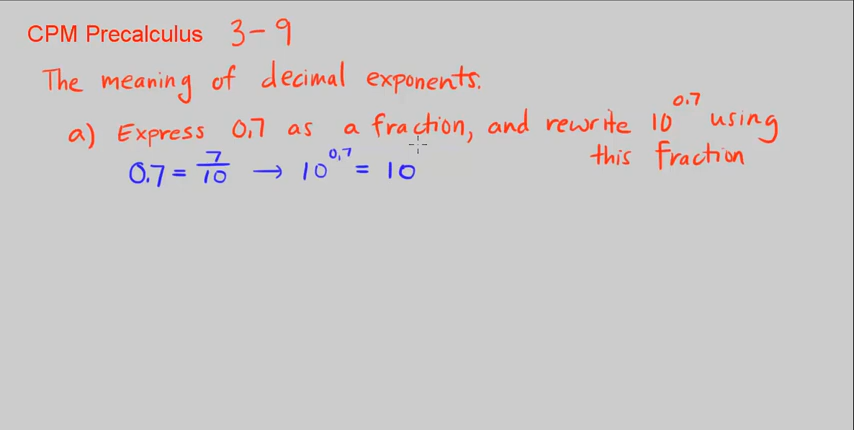 CPM Precalculus 3-9
The meaning of decimal exponents.
a) Express 0.7 as a fraction, and rewrite 10^0.7 using
this fraction
0.7 = 7/10 → 10^0.7 = 10